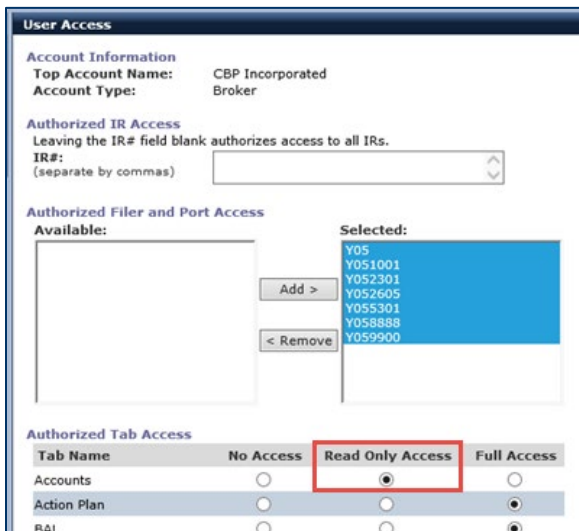 User Access
Account Information
Top Account Name: CBP Incorporated
Account Type: Broker
Authorized IR Access
Leaving the IR# field blank authorizes access to all IRs.
IR#:
(separate by commas)
Authorized Filer and Port Access
Available: Selected:
Y05
Y051001
Y052301
Y052605
Y055301
Y058888
Y059900
Add >
< Remove
Authorized Tab Access
Tab Name No Access Read Only Access Full Access
Accounts
Action Plan
BAL